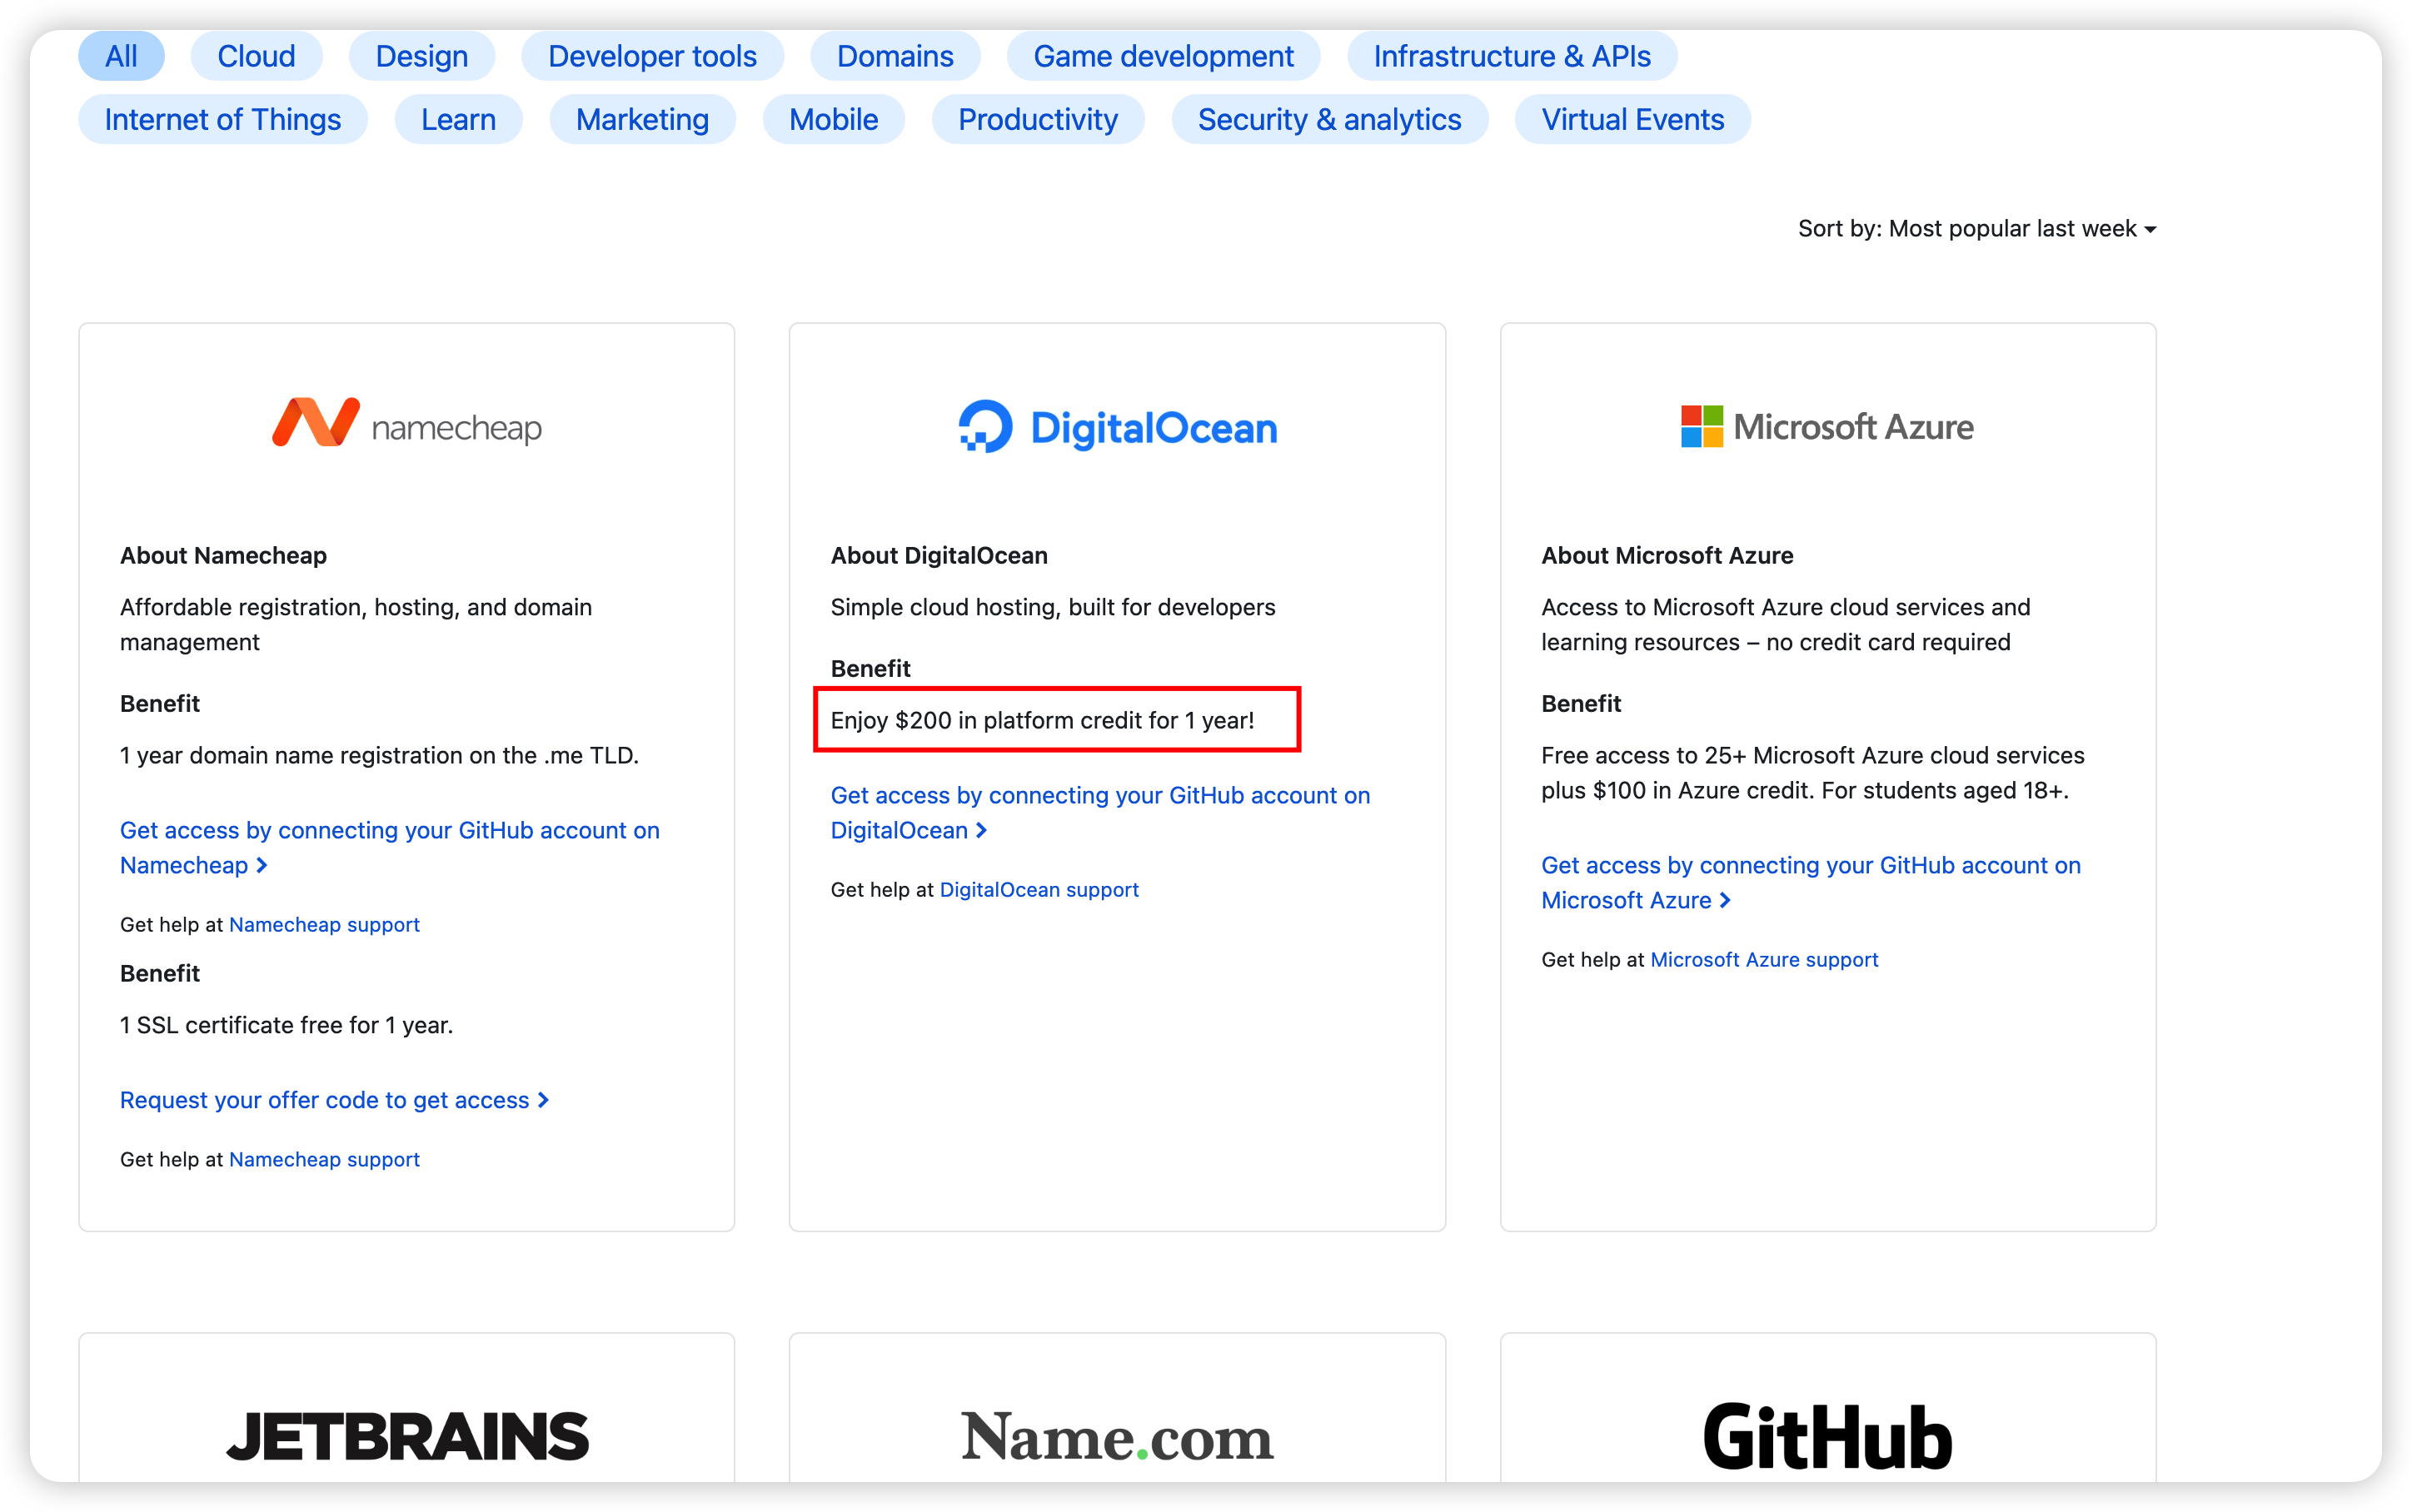 All Cloud Design Developer tools Domains Game development Infrastructure & APIs
Internet of Things Learn Marketing Mobile Productivity Security & analytics Virtual Events
Sort by: Most popular last week
namecheap
About Namecheap
Affordable registration, hosting, and domain
management
Benefit
1 year domain name registration on the .me TLD.
Get access by connecting your GitHub account on
Namecheap
Get help at Namecheap support
Benefit
1 SSL certificate free for 1 year.
Request your offer code to get access
Get help at Namecheap support
DigitalOcean
About DigitalOcean
Simple cloud hosting, built for developers
Benefit
Enjoy $200 in platform credit for 1 year!
Get access by connecting your GitHub account on
DigitalOcean
Get help at DigitalOcean support
Microsoft Azure
About Microsoft Azure
Access to Microsoft Azure cloud services and
learning resources – no credit card required
Benefit
Free access to 25+ Microsoft Azure cloud services
plus $100 in Azure credit. For students aged 18+.
Get access by connecting your GitHub account on
Microsoft Azure
Get help at Microsoft Azure support
JETBRAINS
Name.com
GitHub